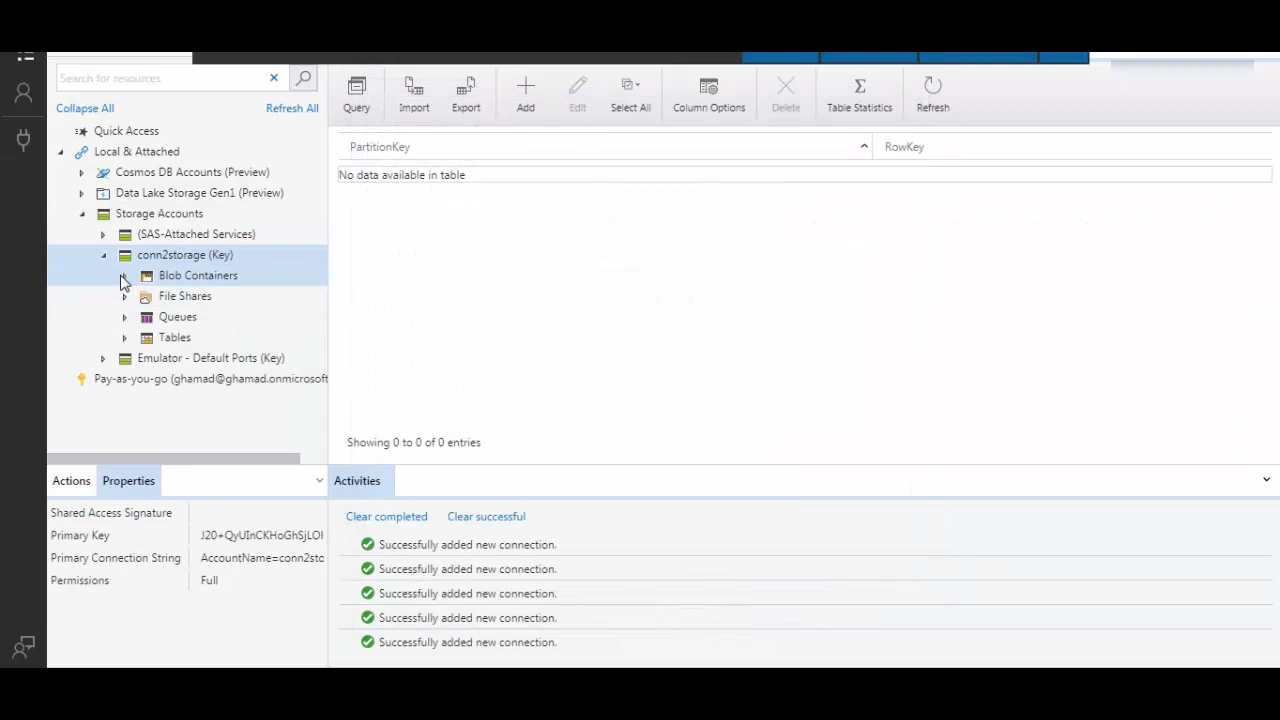 Search for resources
Collapse All
Refresh All
Quick Access
Local & Attached
Cosmos DB Accounts (Preview)
Data Lake Storage Gen1 (Preview)
Storage Accounts
(SAS-Attached Services)
conn2storage (Key)
Blob Containers
File Shares
Queues
Tables
Emulator - Default Ports (Key)
Pay-as-you-go (ghamad@ghamad.onmicrosoft
Query
Import
Export
Add
Edit
Select All
Column Options
Delete
Table Statistics
Refresh
PartitionKey
RowKey
No data available in table
Showing 0 to 0 of 0 entries
Actions
Properties
Shared Access Signature
Primary Key
Primary Connection String
AccountName=conn2sto
Permissions
Full
Activities
Clear completed
Clear successful
Successfully added new connection.
Successfully added new connection.
Successfully added new connection.
Successfully added new connection.
Successfully added new connection.